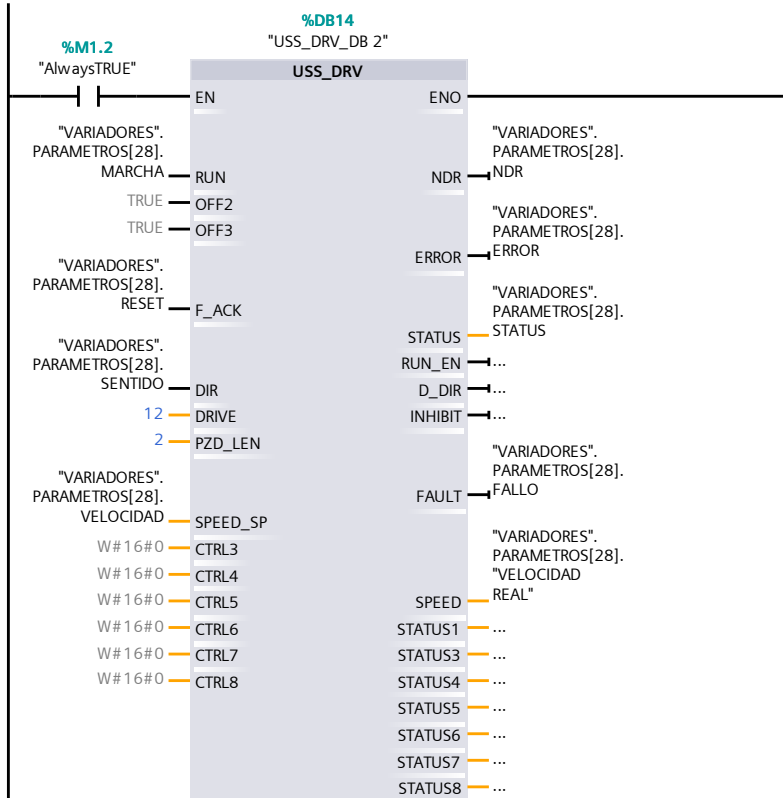 %DB14
"USS_DRV_DB 2"
%M1.2
"AlwaysTRUE"
USS_DRV
EN
ENO
"VARIADORES".
PARAMETROS[28].
MARCHA
RUN
"VARIADORES".
PARAMETROS[28].
NDR
NDR
TRUE
OFF2
TRUE
OFF3
"VARIADORES".
PARAMETROS[28].
ERROR
ERROR
"VARIADORES".
PARAMETROS[28].
RESET
F_ACK
"VARIADORES".
PARAMETROS[28].
STATUS
STATUS
RUN_EN
...
"VARIADORES".
PARAMETROS[28].
SENTIDO
DIR
D_DIR
...
12
DRIVE
INHIBIT
...
2
PZD_LEN
"VARIADORES".
PARAMETROS[28].
FALLO
FAULT
"VARIADORES".
PARAMETROS[28].
VELOCIDAD
SPEED_SP
W#16#0
CTRL3
W#16#0
CTRL4
"VARIADORES".
PARAMETROS[28].
"VELOCIDAD
REAL"
SPEED
W#16#0
CTRL5
W#16#0
CTRL6
STATUS1
...
W#16#0
CTRL7
STATUS3
...
W#16#0
CTRL8
STATUS4
...
STATUS5
...
STATUS6
...
STATUS7
...
STATUS8
...